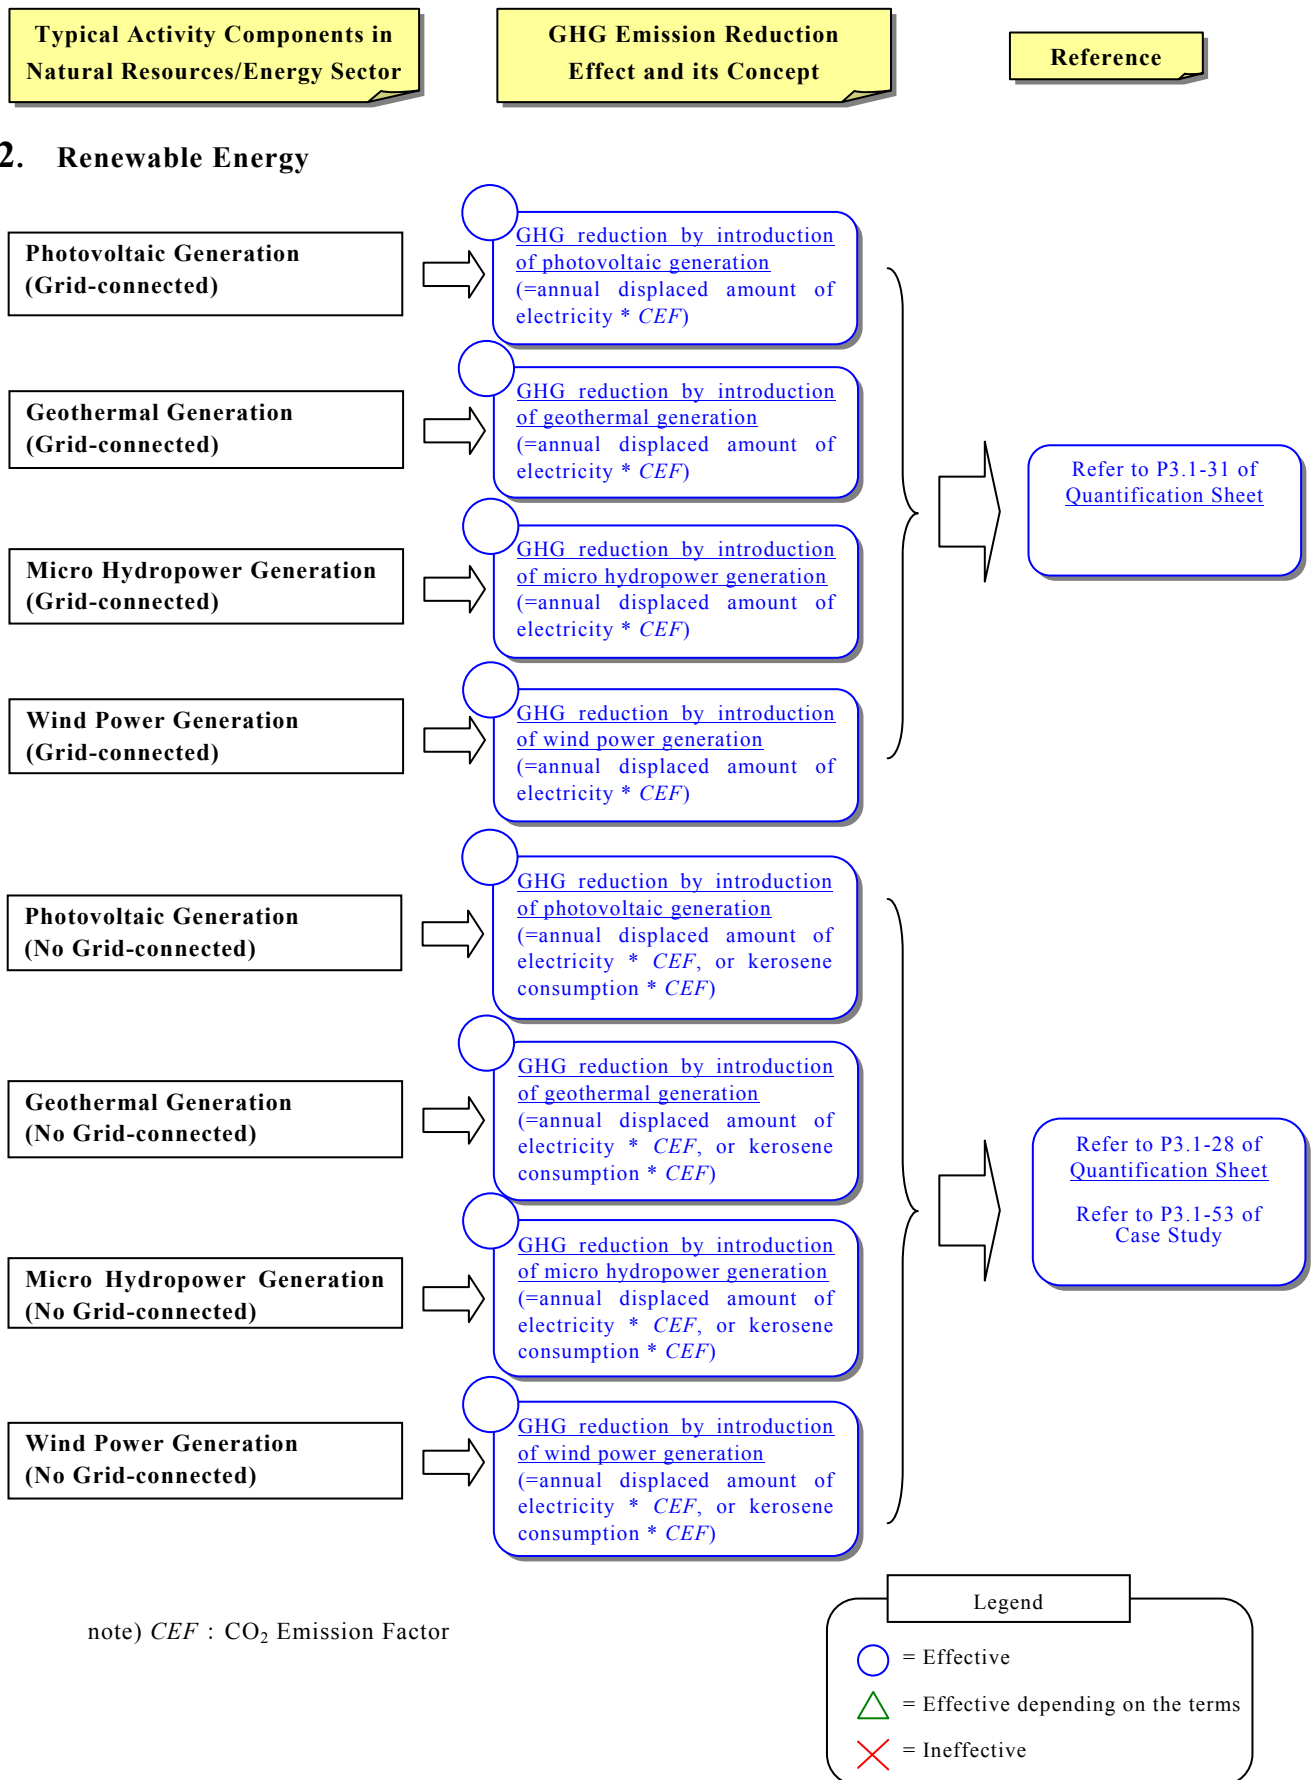 Typical Activity Components in
Natural Resources/Energy Sector
GHG Emission Reduction
Effect and its Concept
Reference
2. Renewable Energy
Photovoltaic Generation
(Grid-connected)
GHG reduction by introduction
of photovoltaic generation
(=annual displaced amount of
electricity * CEF)
Geothermal Generation
(Grid-connected)
GHG reduction by introduction
of geothermal generation
(=annual displaced amount of
electricity * CEF)
Micro Hydropower Generation
(Grid-connected)
GHG reduction by introduction
of micro hydropower generation
(=annual displaced amount of
electricity * CEF)
Wind Power Generation
(Grid-connected)
GHG reduction by introduction
of wind power generation
(=annual displaced amount of
electricity * CEF)
Refer to P3.1-31 of
Quantification Sheet
Photovoltaic Generation
(No Grid-connected)
GHG reduction by introduction
of photovoltaic generation
(=annual displaced amount of
electricity * CEF, or kerosene
consumption * CEF)
Geothermal Generation
(No Grid-connected)
GHG reduction by introduction
of geothermal generation
(=annual displaced amount of
electricity * CEF, or kerosene
consumption * CEF)
Micro Hydropower Generation
(No Grid-connected)
GHG reduction by introduction
of micro hydropower generation
(=annual displaced amount of
electricity * CEF, or kerosene
consumption * CEF)
Wind Power Generation
(No Grid-connected)
GHG reduction by introduction
of wind power generation
(=annual displaced amount of
electricity * CEF, or kerosene
consumption * CEF)
Refer to P3.1-28 of
Quantification Sheet
Refer to P3.1-53 of
Case Study
note) CEF : CO₂ Emission Factor
Legend
= Effective
= Effective depending on the terms
= Ineffective